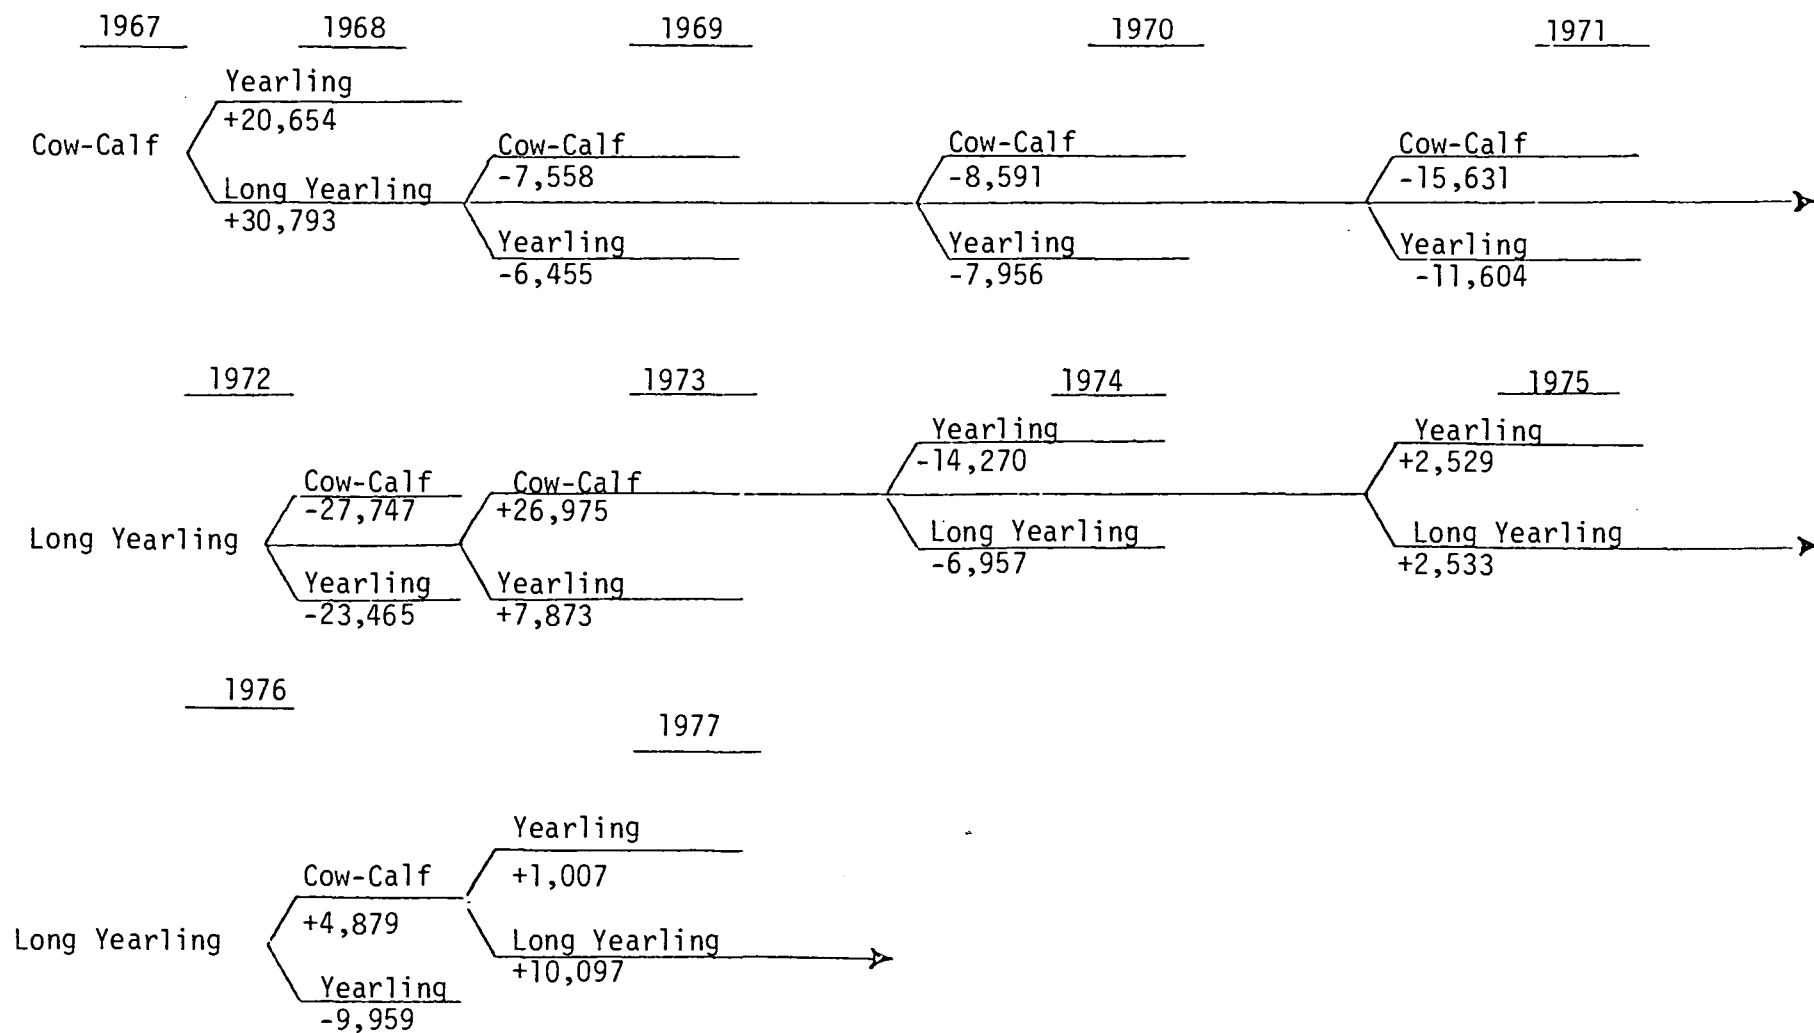 1967 1968 1969 1970 1971
Yearling
+20,654
Cow-Calf Cow-Calf Cow-Calf Cow-Calf
-7,558 -8,591 -15,631
Long Yearling
+30,793
Yearling Yearling Yearling
-6,455 -7,956 -11,604
1972 1973 1974 1975
Yearling Yearling
-14,270 +2,529
Cow-Calf Cow-Calf
-27,747 +26,975
Long Yearling Long Yearling Long Yearling
-6,957 +2,533
Yearling Yearling
-23,465 +7,873
1976
1977
Yearling
Cow-Calf +1,007
+4,879
Long Yearling Long Yearling
+10,097
Yearling
-9,959